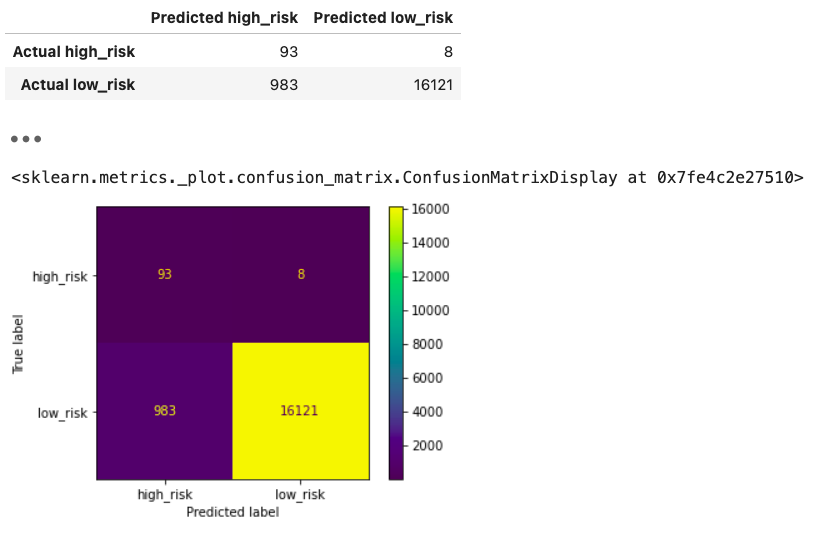 Predicted high_risk Predicted low_risk
Actual high_risk 93 8
Actual low_risk 983 16121
<sklearn.metrics._plot.confusion_matrix.ConfusionMatrixDisplay at 0x7fe4c2e27510>
16000
14000
12000
10000
8000
6000
4000
2000
True label
high_risk 93 8
low_risk 983 16121
high_risk low_risk
Predicted label